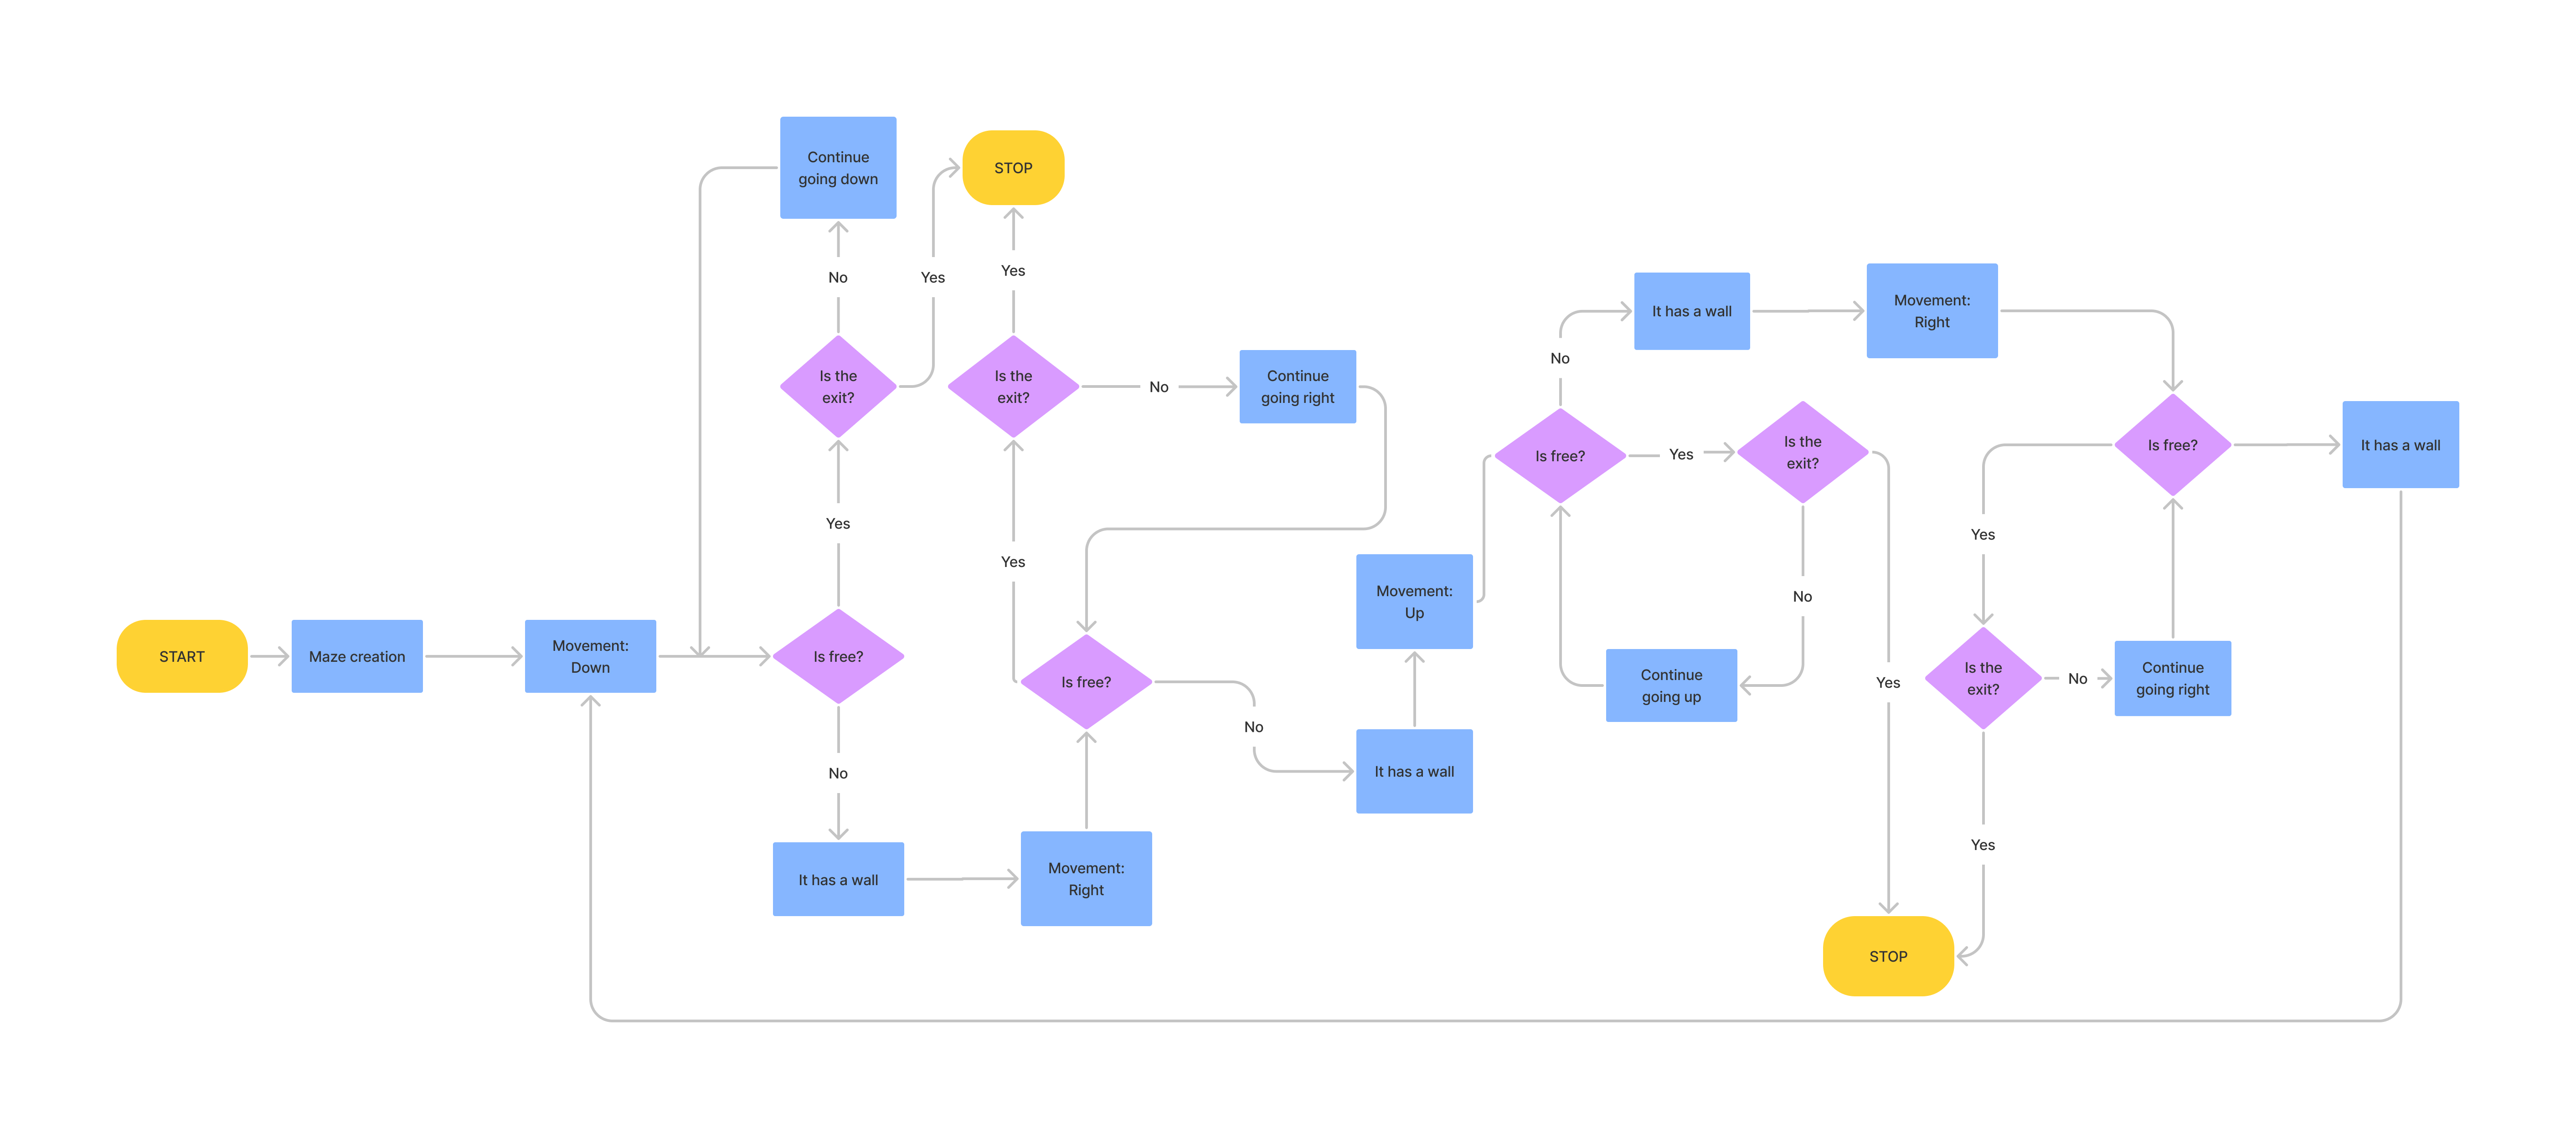 START
Maze creation
Movement:
Down
Is free?
Yes
Is the
exit?
No
Continue
going down
Yes
STOP
No
It has a wall
Movement:
Right
Is free?
Yes
Is the
exit?
Yes
No
Continue
going right
No
It has a wall
Movement:
Up
Is free?
No
It has a wall
Movement:
Right
Yes
Is the
exit?
No
Continue
going up
Yes
STOP
Is free?
It has a wall
Yes
Is the
exit?
No
Continue
going right
Yes